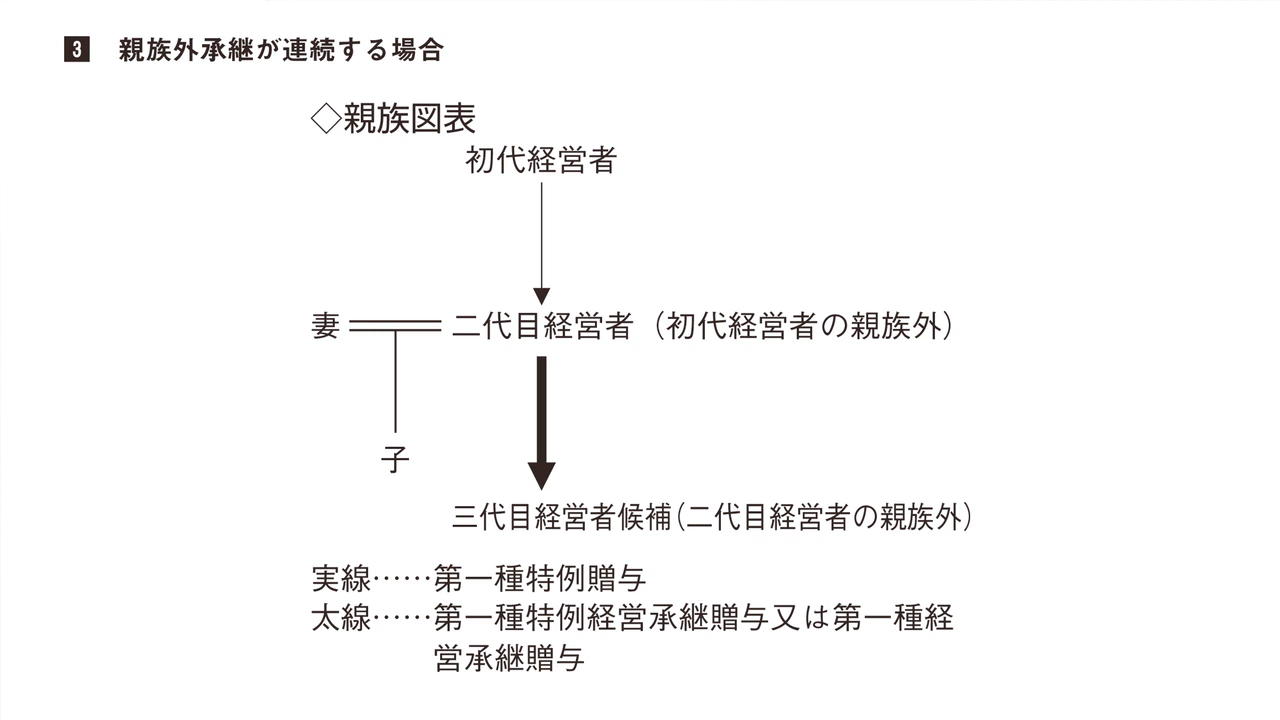 3 親族外承継が連続する場合
◇親族図表
初代経営者
妻 二代目経営者（初代経営者の親族外）
子
三代目経営者候補（二代目経営者の親族外）
実線……第一種特例贈与
太線……第一種特例経営承継贈与又は第一種経
営承継贈与